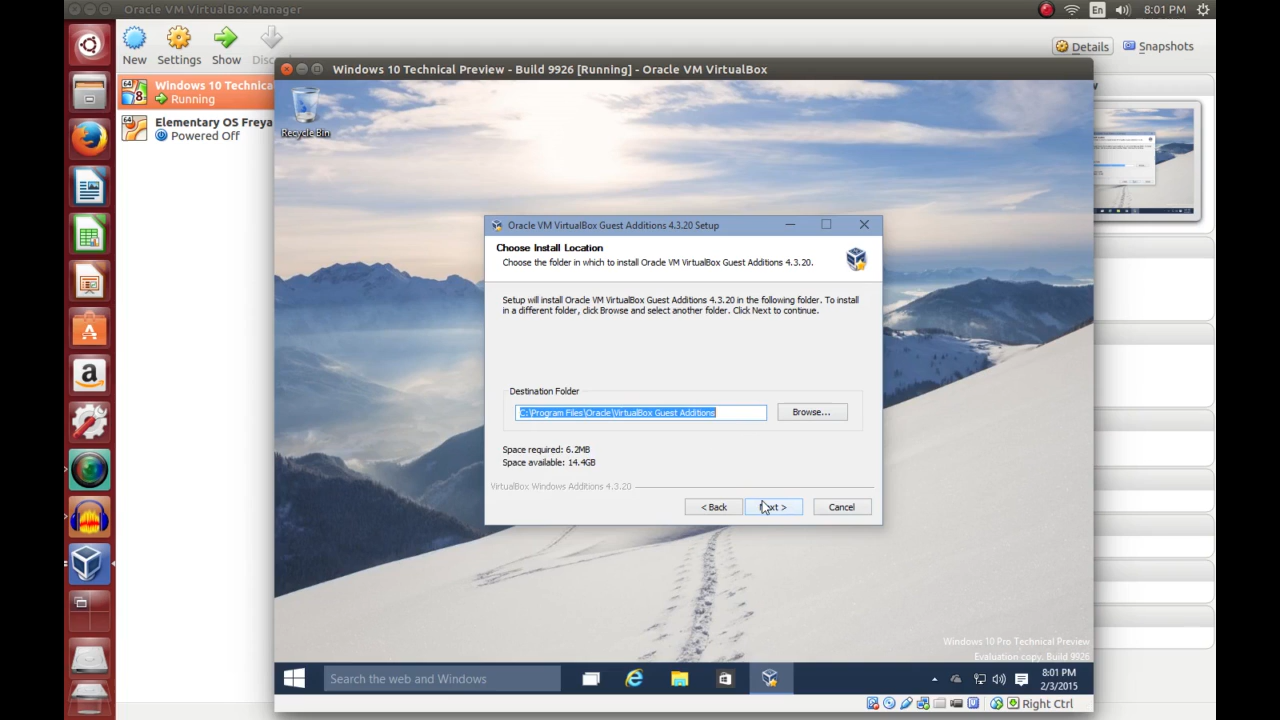 Oracle VM VirtualBox Manager
En
8:01 PM
New
Settings
Show
Details
Snapshots
Windows 10 Technica
Running
Elementary OS Freya
Powered Off
Windows 10 Technical Preview - Build 9926 [Running] - Oracle VM VirtualBox
Recycle Bin
Oracle VM VirtualBox Guest Additions 4.3.20 Setup
Choose Install Location
Choose the folder in which to install Oracle VM VirtualBox Guest Additions 4.3.20.
Setup will install Oracle VM VirtualBox Guest Additions 4.3.20 in the following folder. To install
in a different folder, click Browse and select another folder. Click Next to continue.
Destination Folder
C:\Program Files\Oracle\VirtualBox Guest Additions
Browse...
Space required: 6.2MB
Space available: 14.4GB
VirtualBox Windows Additions 4.3.20
< Back
Cancel
Windows 10 Pro Technical Preview
Evaluation copy. Build 9926
Search the web and Windows
8:01 PM
2/3/2015
Right Ctrl